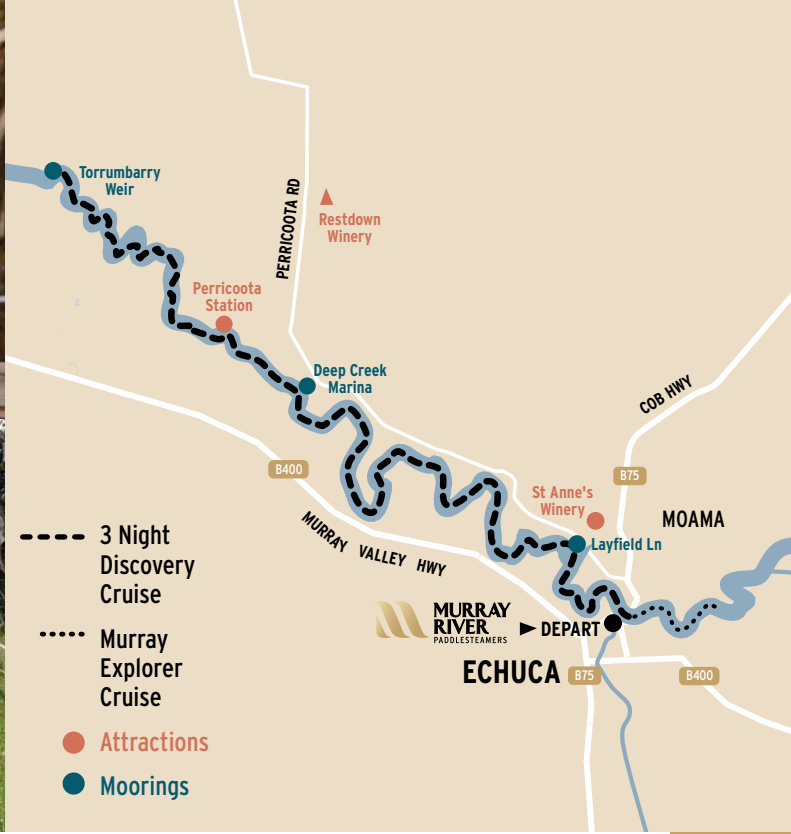 Torrumbarry
Weir
PERRICOOTA RD
Restdown
Winery
Perricoota
Station
Deep Creek
Marina
COB HWY
B400
B75
St Anne's
Winery
MOAMA
MURRAY VALLEY HWY
Layfield Ln
3 Night
Discovery
Cruise
MURRAY
RIVER
PADDLESTEAMERS
DEPART
Murray
Explorer
Cruise
ECHUCA
B75
B400
Attractions
Moorings